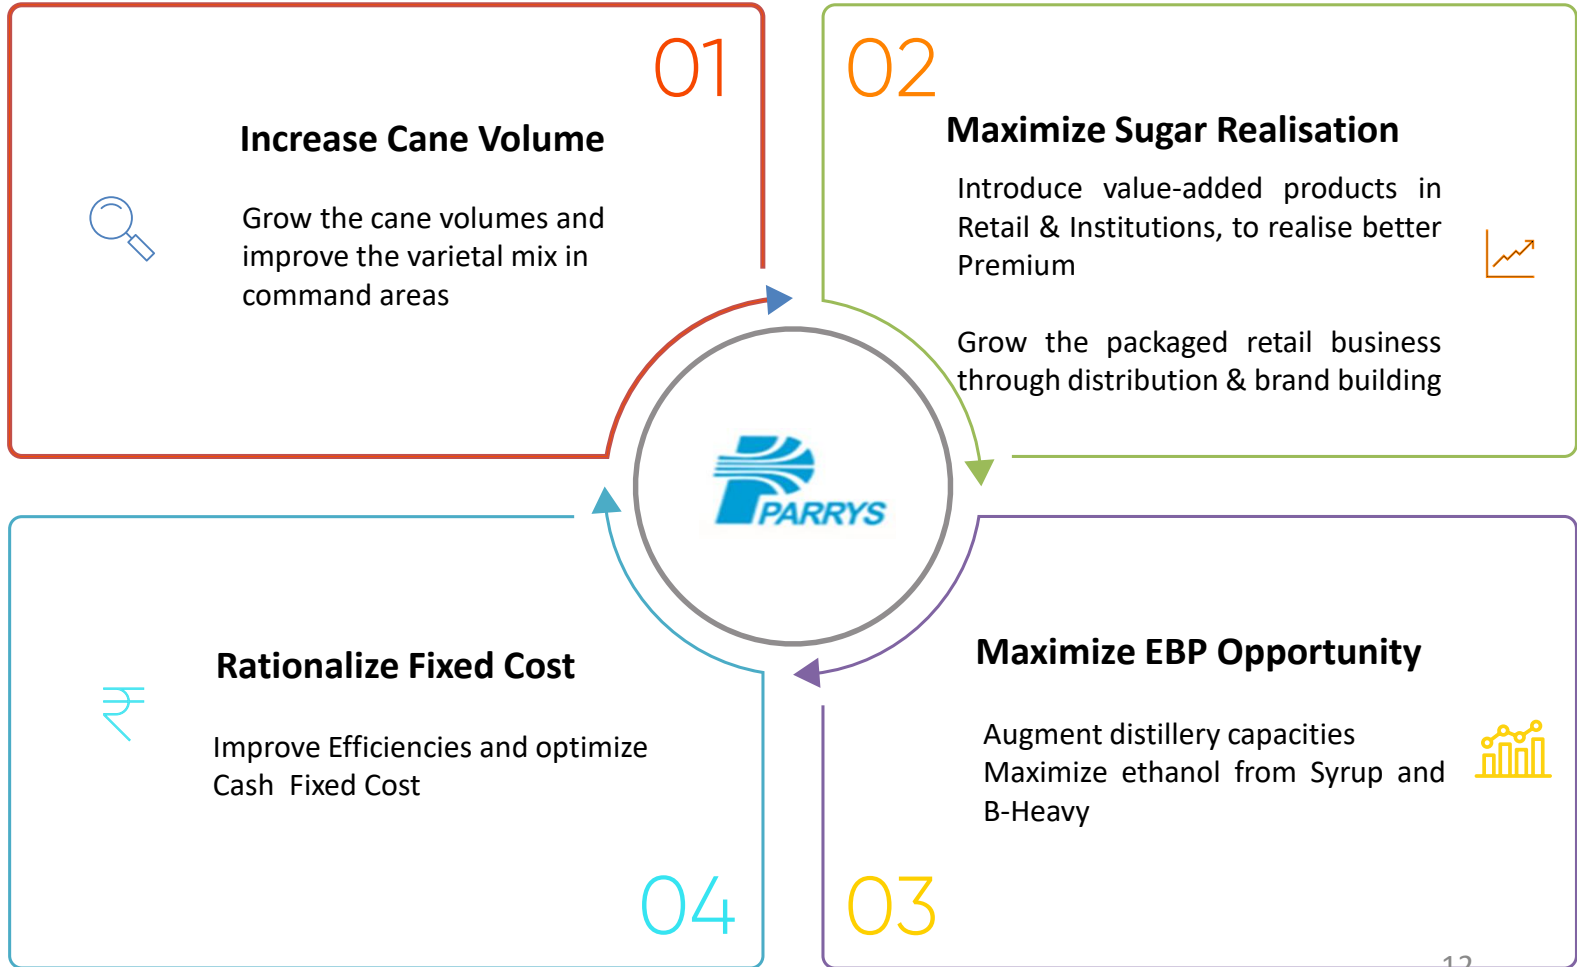 01
Increase Cane Volume
Grow the cane volumes and
improve the varietal mix in
command areas
02
Maximize Sugar Realisation
Introduce value-added products in
Retail & Institutions, to realise better
Premium
Grow the packaged retail business
through distribution & brand building
PARRYS
Maximize EBP Opportunity
Augment distillery capacities
Maximize ethanol from Syrup and
B-Heavy
03
Rationalize Fixed Cost
₹
Improve Efficiencies and optimize
Cash Fixed Cost
04
12